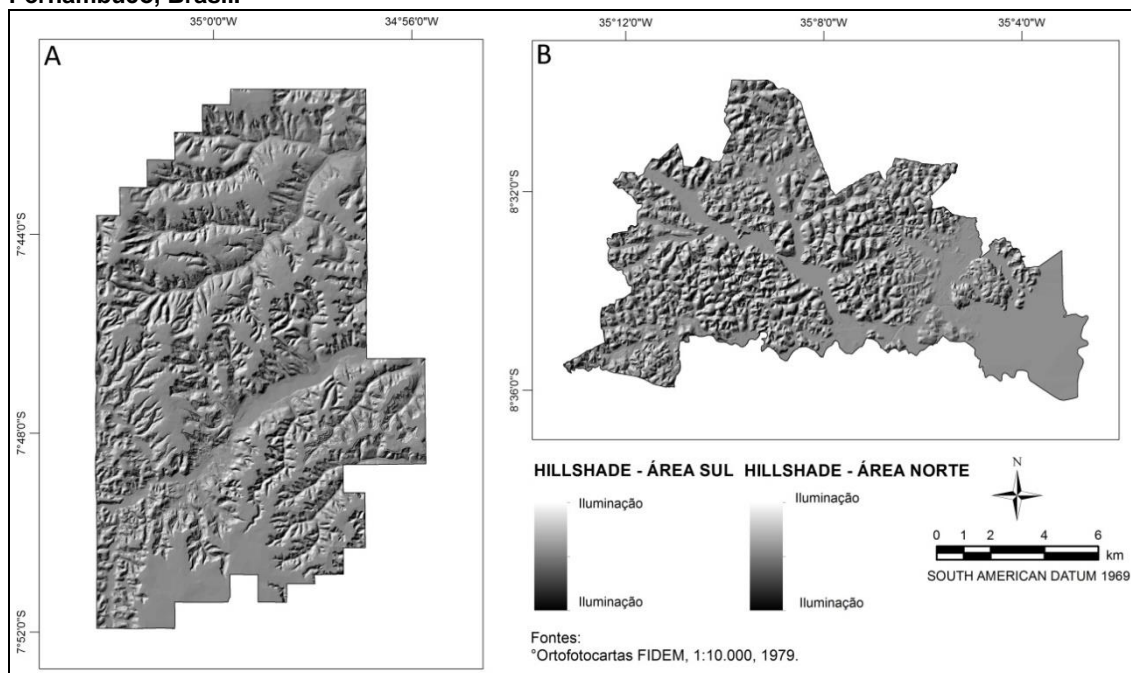 Pernambuco, Brasil
A
35°0'0"W
34°56'0"W
7°44'0"S
7°48'0"S
7°52'0"S
B
35°12'0"W
35°8'0"W
35°4'0"W
8°32'0"S
8°36'0"S
HILLSHADE - ÁREA SUL HILLSHADE - ÁREA NORTE
Iluminação
Iluminação
Iluminação
Iluminação
N
0 1 2 4 6
km
SOUTH AMERICAN DATUM 1969
Fontes:
°Ortofotocartas FIDEM, 1:10.000, 1979.